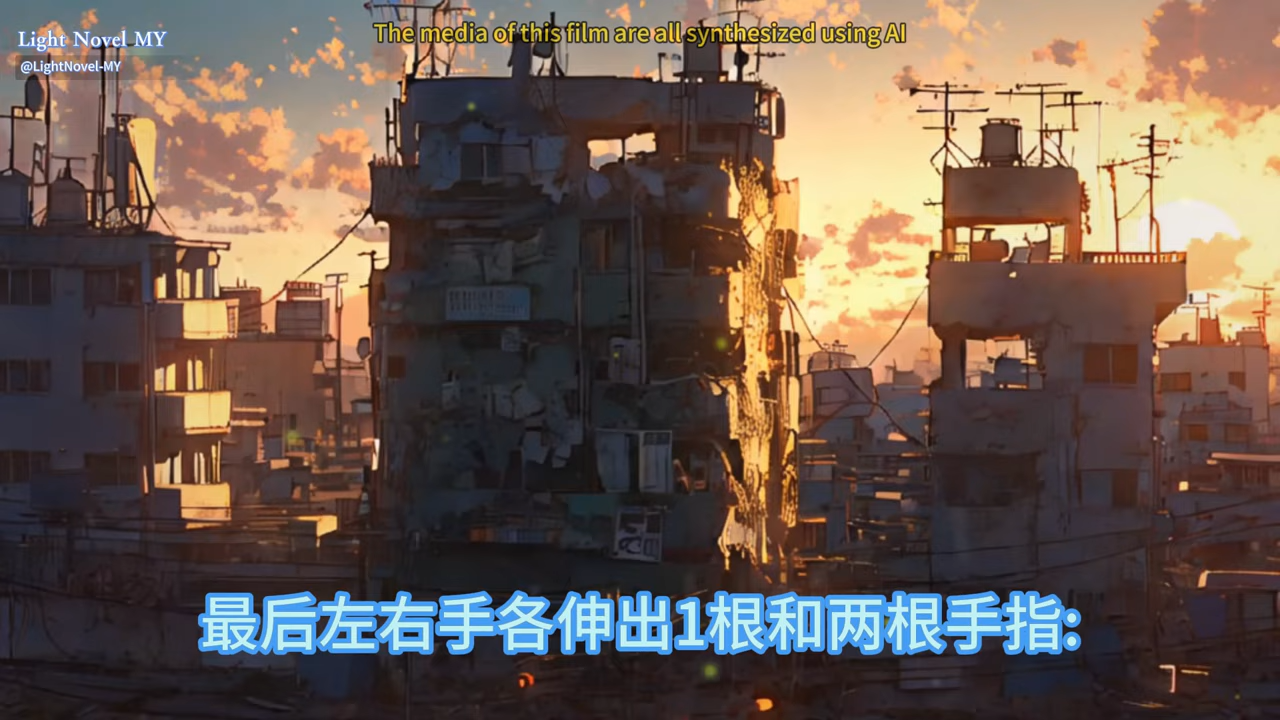 The media of this film are all synthesized using AI
Light Novel MY
@LightNovel-MY
最后左右手各伸出1根和两根手指: